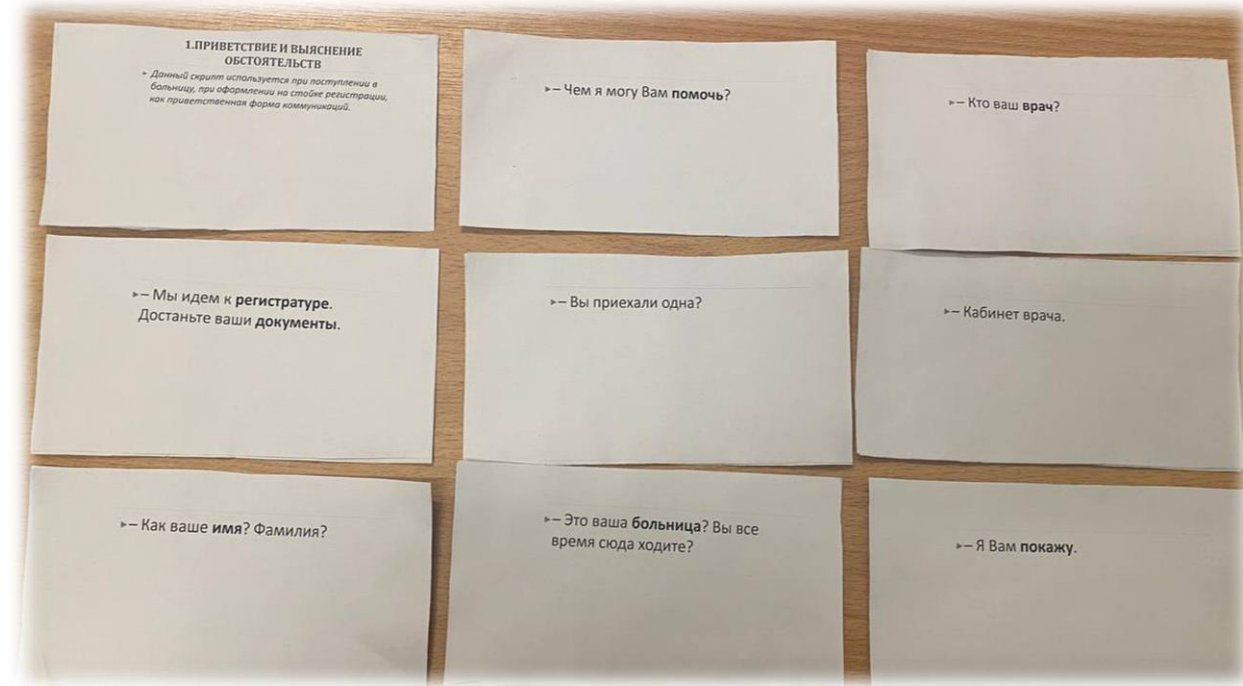 1.ПРИВЕТСТВИЕ И ВЫЯСНЕНИЕ
ОБСТОЯТЕЛЬСТВ
• Данный скрипт используется при поступлении в
больницу, при оформлении на стойке регистрации,
как приветственная форма коммуникаций.
▸– Чем я могу Вам помочь?
▸– Кто ваш врач?
▸– Мы идем к регистратуре.
Достаньте ваши документы.
▸– Вы приехали одна?
▸– Кабинет врача.
▸– Как ваше имя? Фамилия?
▸– Это ваша больница? Вы все
время сюда ходите?
▸– Я Вам покажу.